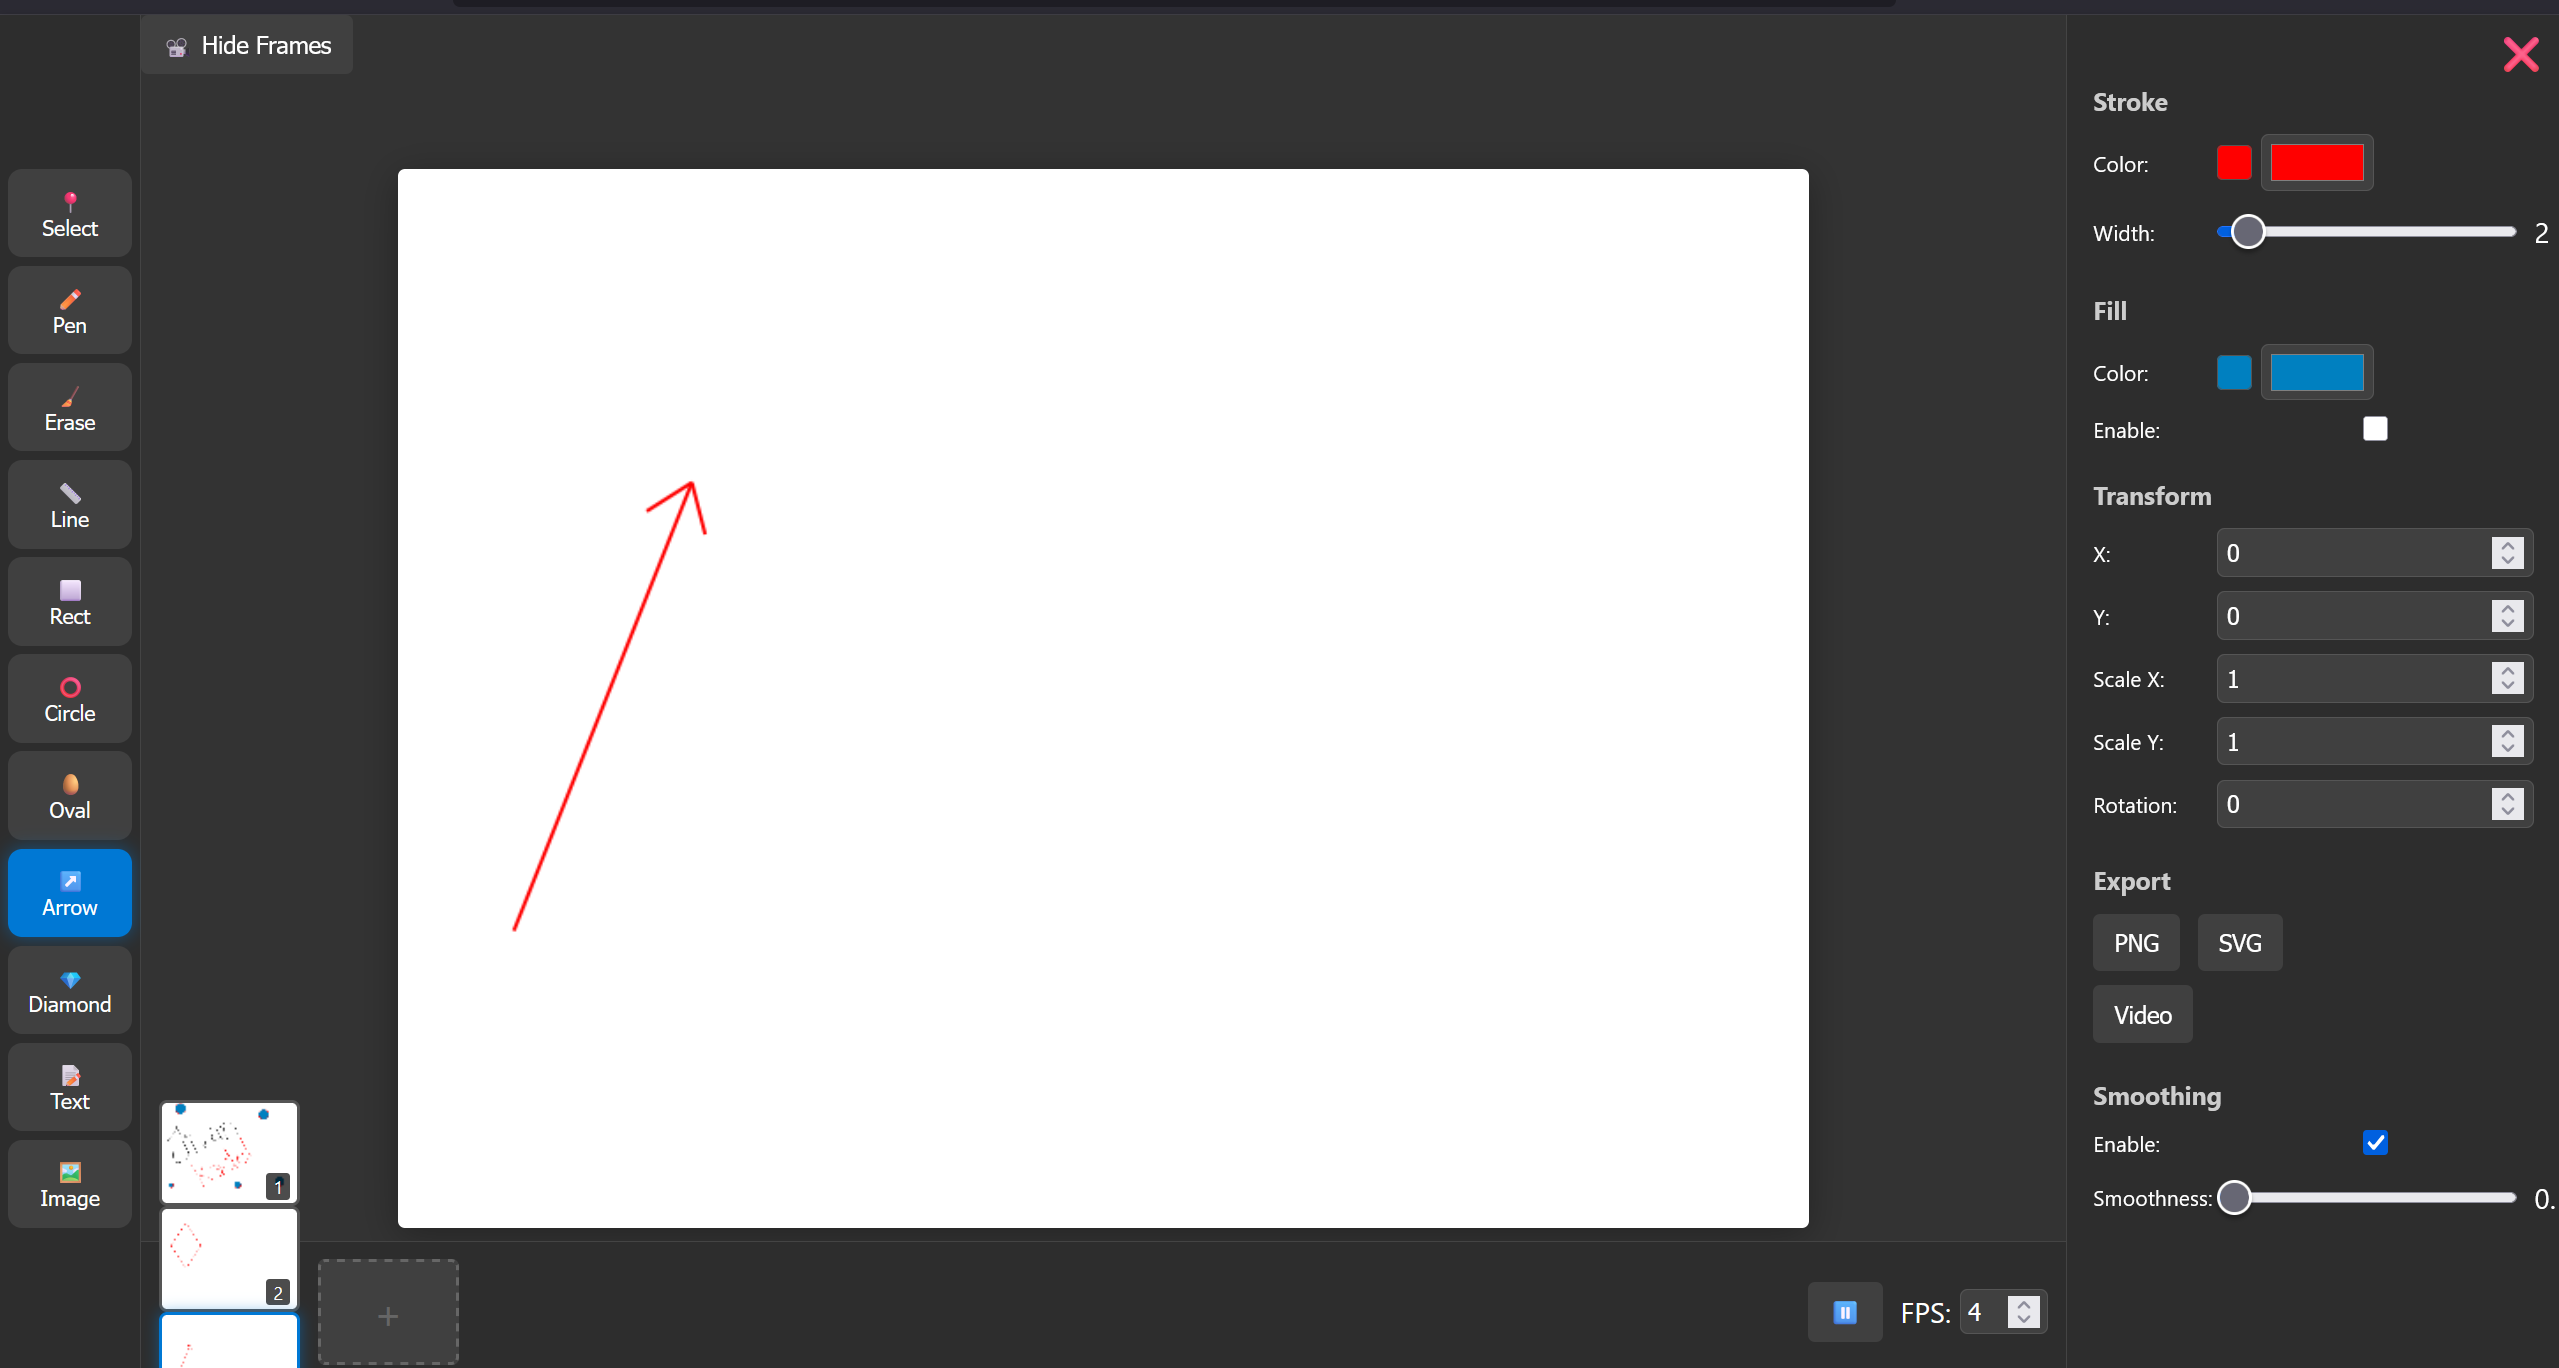 Hide Frames
Select
Pen
Erase
Line
Rect
Circle
Oval
Arrow
Diamond
Text
Image
1
2
+
FPS: 4
Stroke
Color:
Width: 2
Fill
Color:
Enable:
Transform
X: 0
Y: 0
Scale X: 1
Scale Y: 1
Rotation: 0
Export
PNG SVG
Video
Smoothing
Enable:
Smoothness: 0.